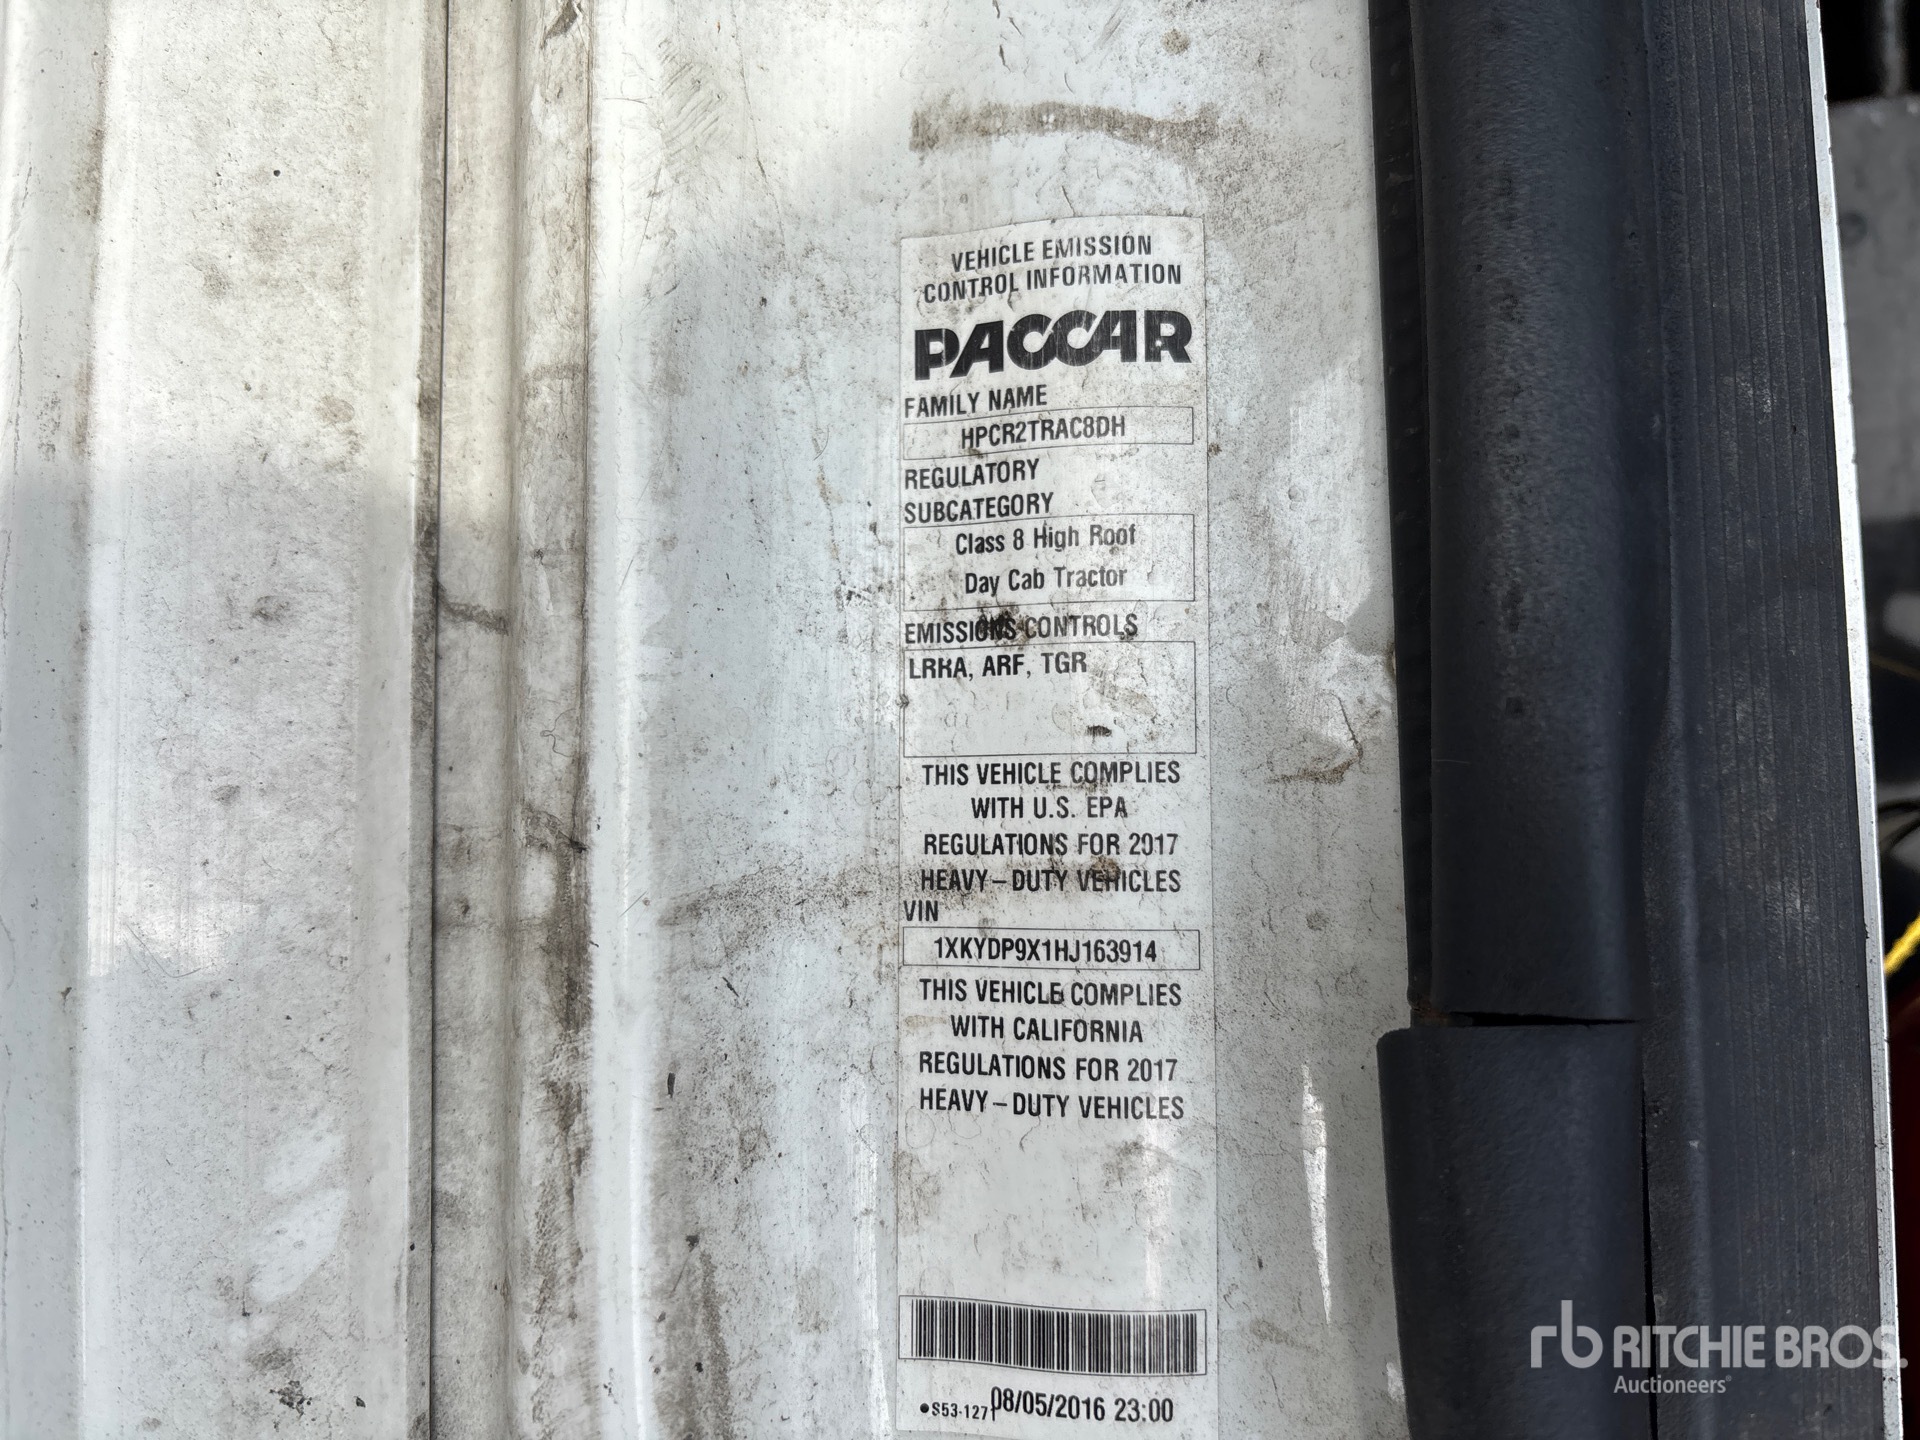 VEHICLE EMISSION
CONTROL INFORMATION
PACCAR
FAMILY NAME
HPCR2TRAC8DH
REGULATORY
SUBCATEGORY
Class 8 High Roof
Day Cab Tractor
EMISSIONS CONTROLS
LRRA, ARF, TGR
THIS VEHICLE COMPLIES
WITH U.S. EPA
REGULATIONS FOR 2017
HEAVY-DUTY VEHICLES
VIN
1XKYDP9X1HJ163914
THIS VEHICLE COMPLIES
WITH CALIFORNIA
REGULATIONS FOR 2017
HEAVY-DUTY VEHICLES
●S53-1271 08/05/2016 23:00
rb RITCHIE BROS.
Auctioneers